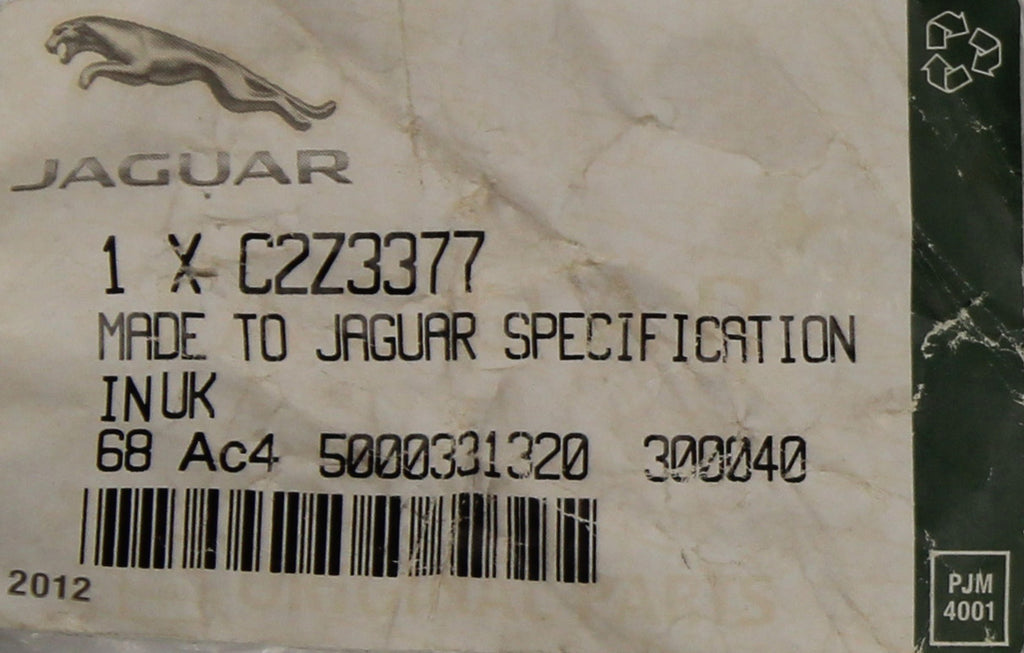 JAGUAR
1 X C2Z3377
MADE TO JAGUAR SPECIFICATION
IN UK
68 Ac4 5000331320 300040
2012
PJM
4001